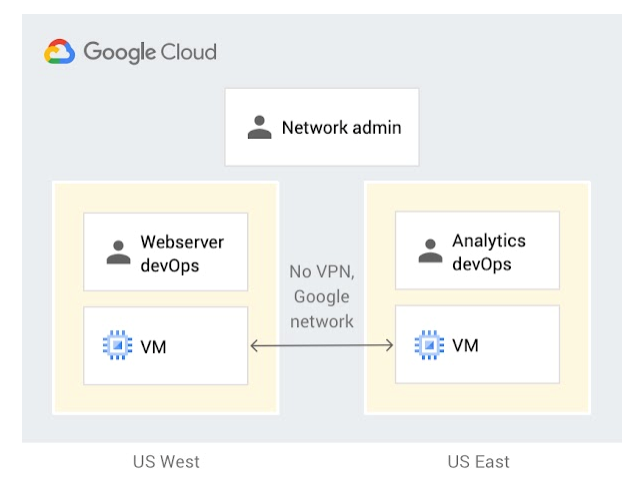 Google Cloud
Network admin
Webserver
devOps
VM
No VPN,
Google
network
Analytics
devOps
VM
US West
US East